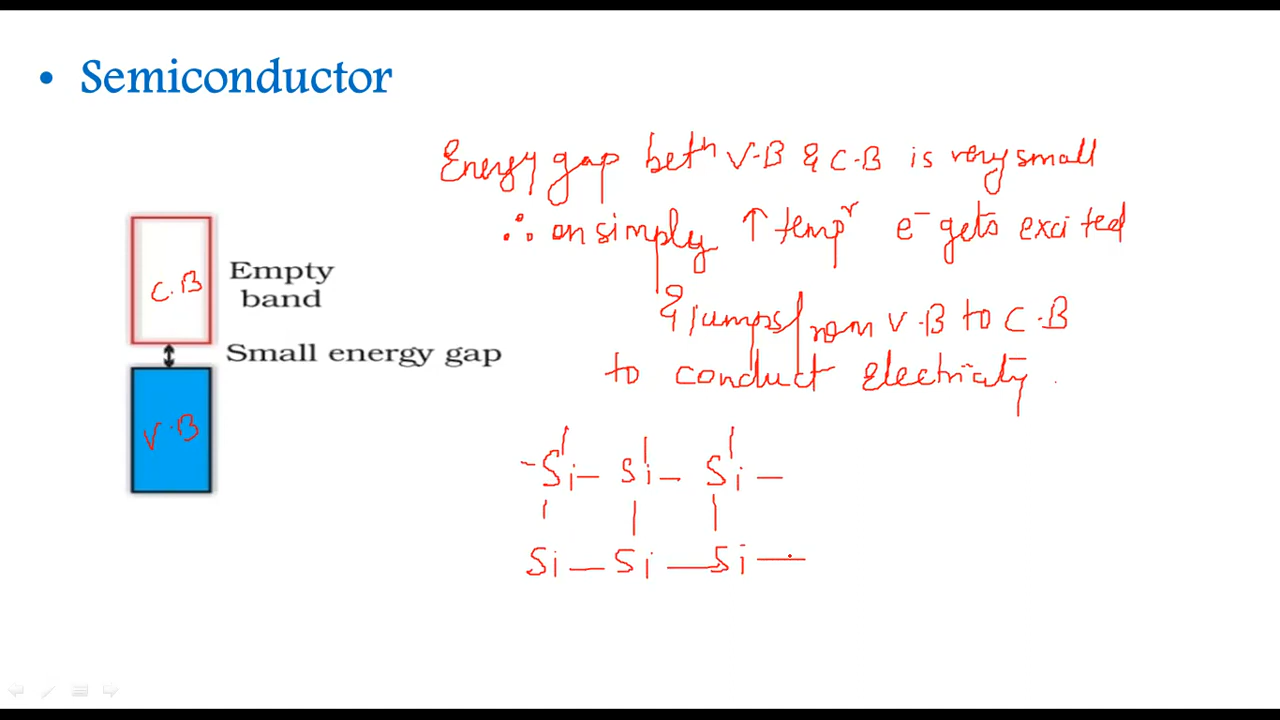 • Semiconductor
Energy gap betⁿ V.B & C.B is very small
∴ on simply ↑ tempʳ e⁻ gets excited
& jumps from V.B to C.B
to conduct Electricity.
C.B
Empty
band
Small energy gap
V.B
-Si- Si- Si-
Si-Si-Si-